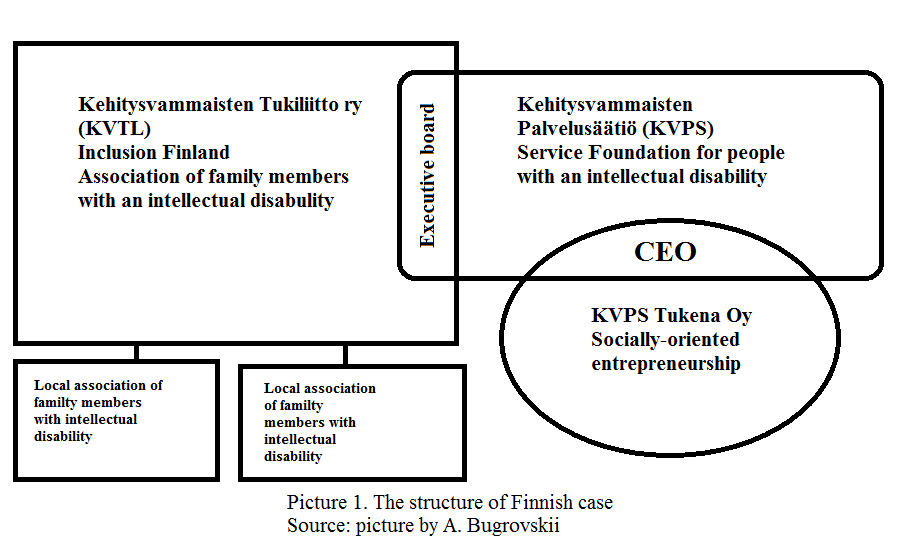 Kehitysvammaisten Tukiliitto ry
(KVTL)
Inclusion Finland
Association of family members
with an intellectual disabulity
Executive board
Kehitysvammaisten
Palvelusäätiö (KVPS)
Service Foundation for people
with an intellectual disability
CEO
KVPS Tukena Oy
Socially-oriented
entrepreneurship
Local association of
familty members
with intellectual
disability
Local association
of familty
members with
intellectual
disability
Picture 1. The structure of Finnish case
Source: picture by A. Bugrovskii